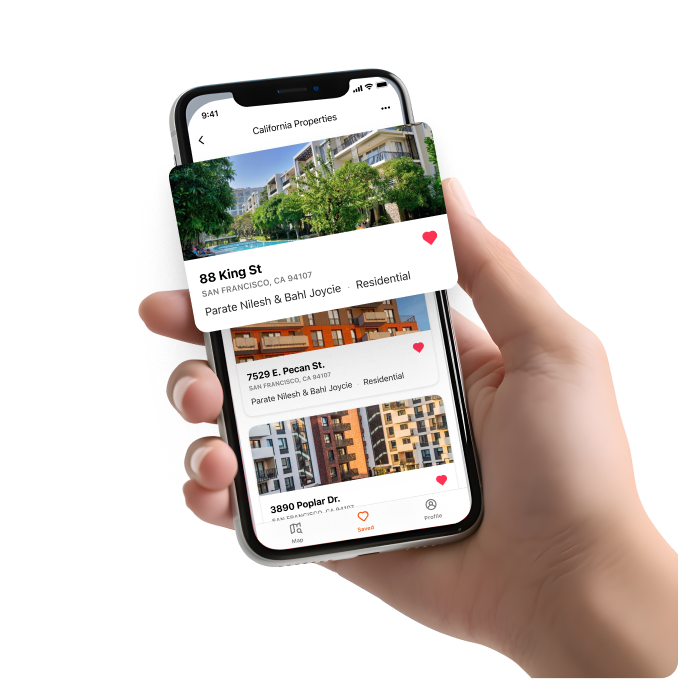 9:41
California Properties
88 King St
SAN FRANCISCO, CA 94107
Parate Nilesh & Bahl Joycie · Residential
7529 E. Pecan St.
SAN FRANCISCO, CA 94107
Parate Nilesh & Bahl Joycie · Residential
3890 Poplar Dr.
SAN FRANCISCO, CA 94107
Map
Saved
Profile